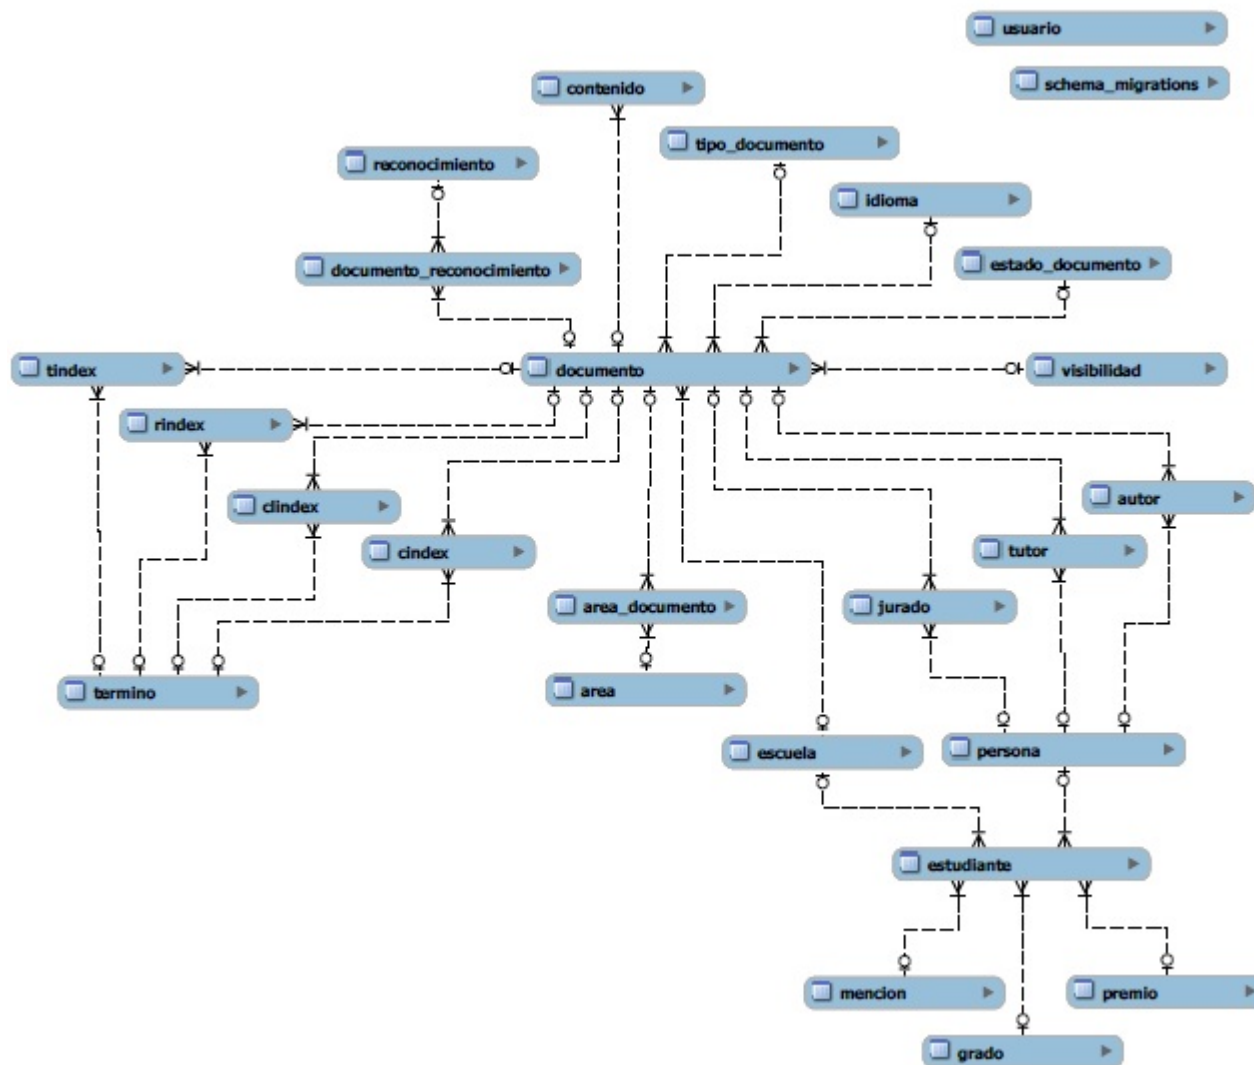 usuario
schema_migrations
contenido
tipo_documento
reconocimiento
idioma
documento_reconocimiento
estado_documento
tindex
documento
visibilidad
rindex
clindex
autor
cindex
tutor
area_documento
jurado
termino
area
escuela
persona
estudiante
mencion
premio
grado